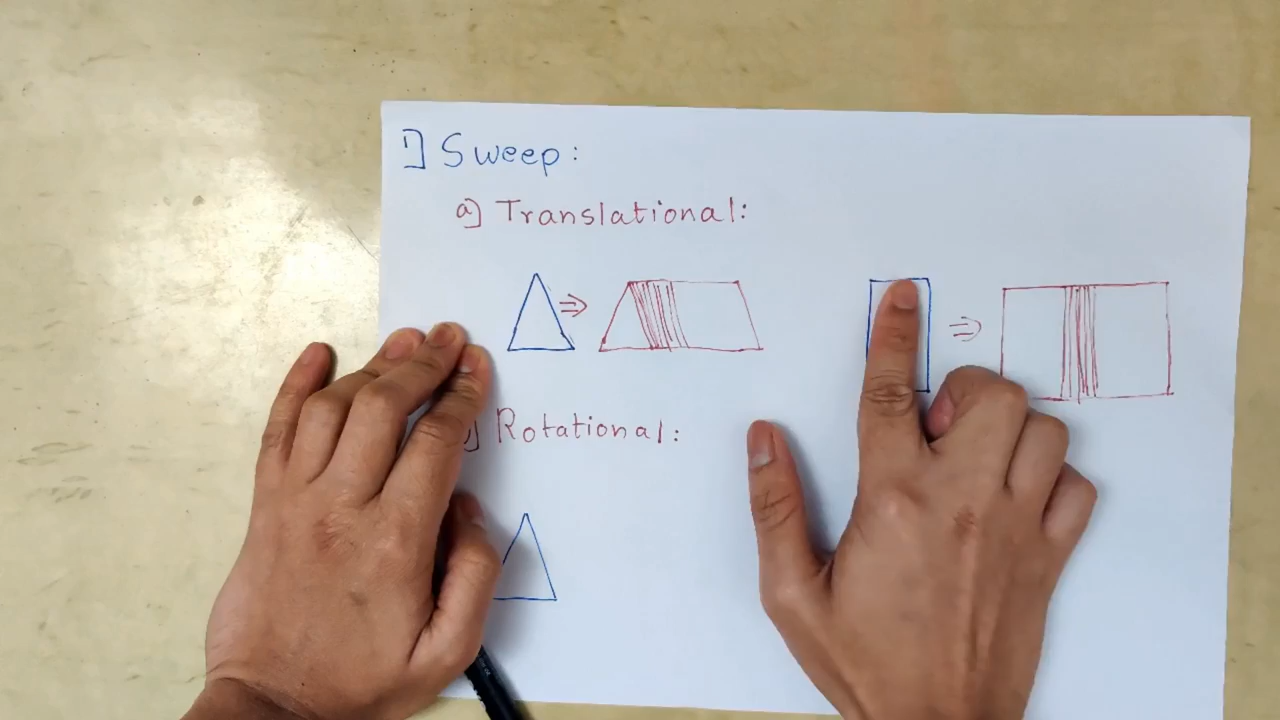 1] Sweep:
a] Translational:
] Rotational: